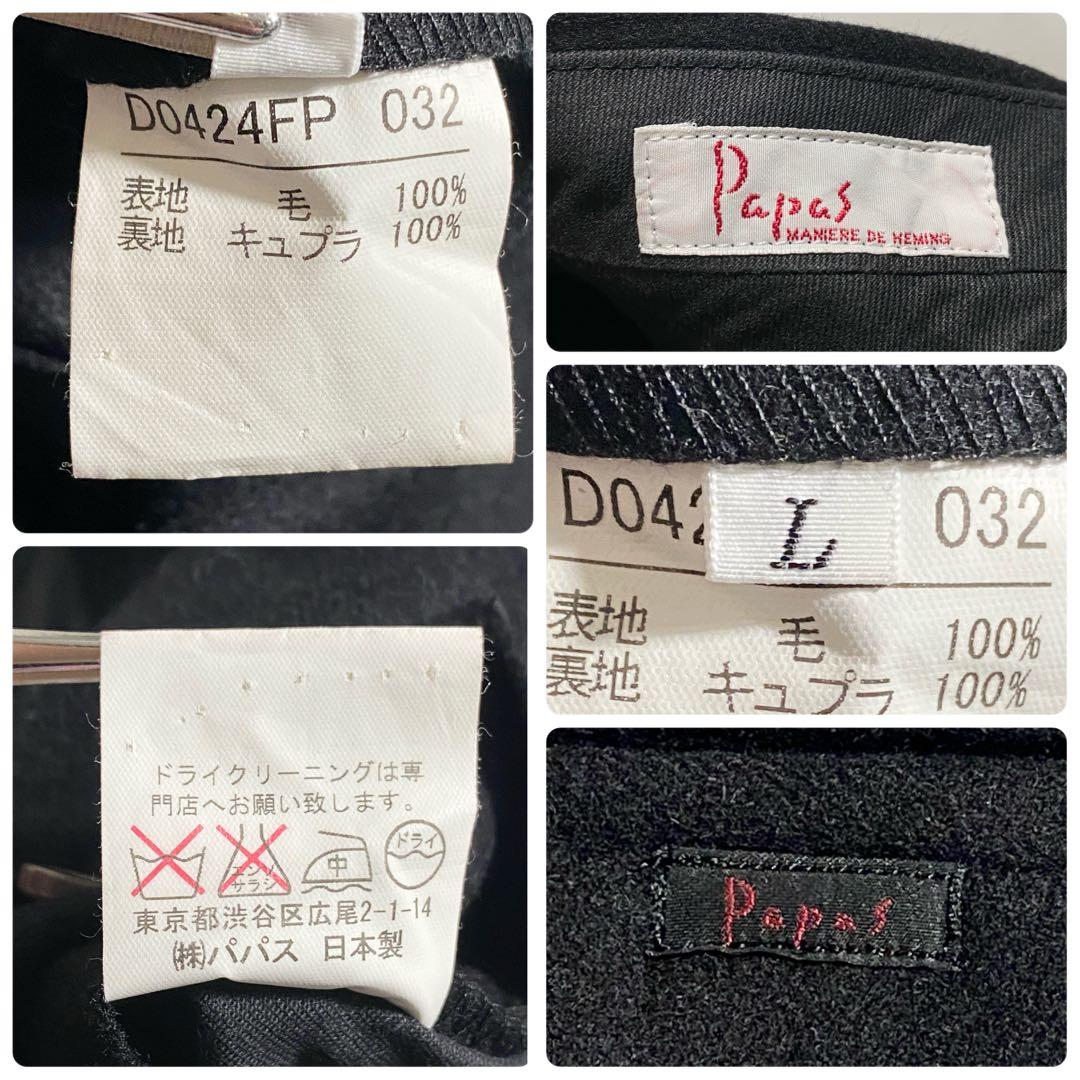 D0424FP 032
表地 毛 100%
裏地 キュプラ 100%
Papas
MANIERE DE HEMING
D042 032
L
表地 毛 100%
裏地 キュプラ 100%
ドライクリーニングは専
門店へお願い致します。
エンソ
サラシ
中
ドライ
東京都渋谷区広尾2-1-14
㈱パパス 日本製
Papas